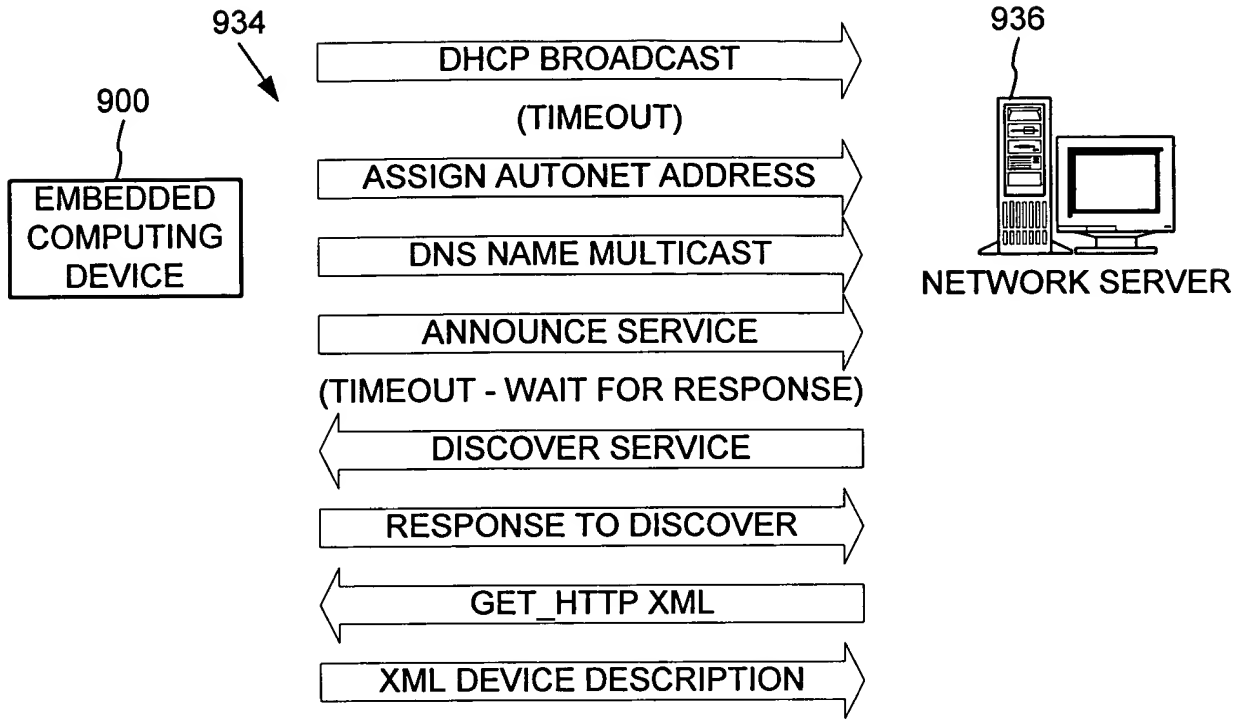 934
936
DHCP BROADCAST
900
(TIMEOUT)
ASSIGN AUTONET ADDRESS
EMBEDDED
COMPUTING
DEVICE
DNS NAME MULTICAST
NETWORK SERVER
ANNOUNCE SERVICE
(TIMEOUT - WAIT FOR RESPONSE)
DISCOVER SERVICE
RESPONSE TO DISCOVER
GET_HTTP XML
XML DEVICE DESCRIPTION